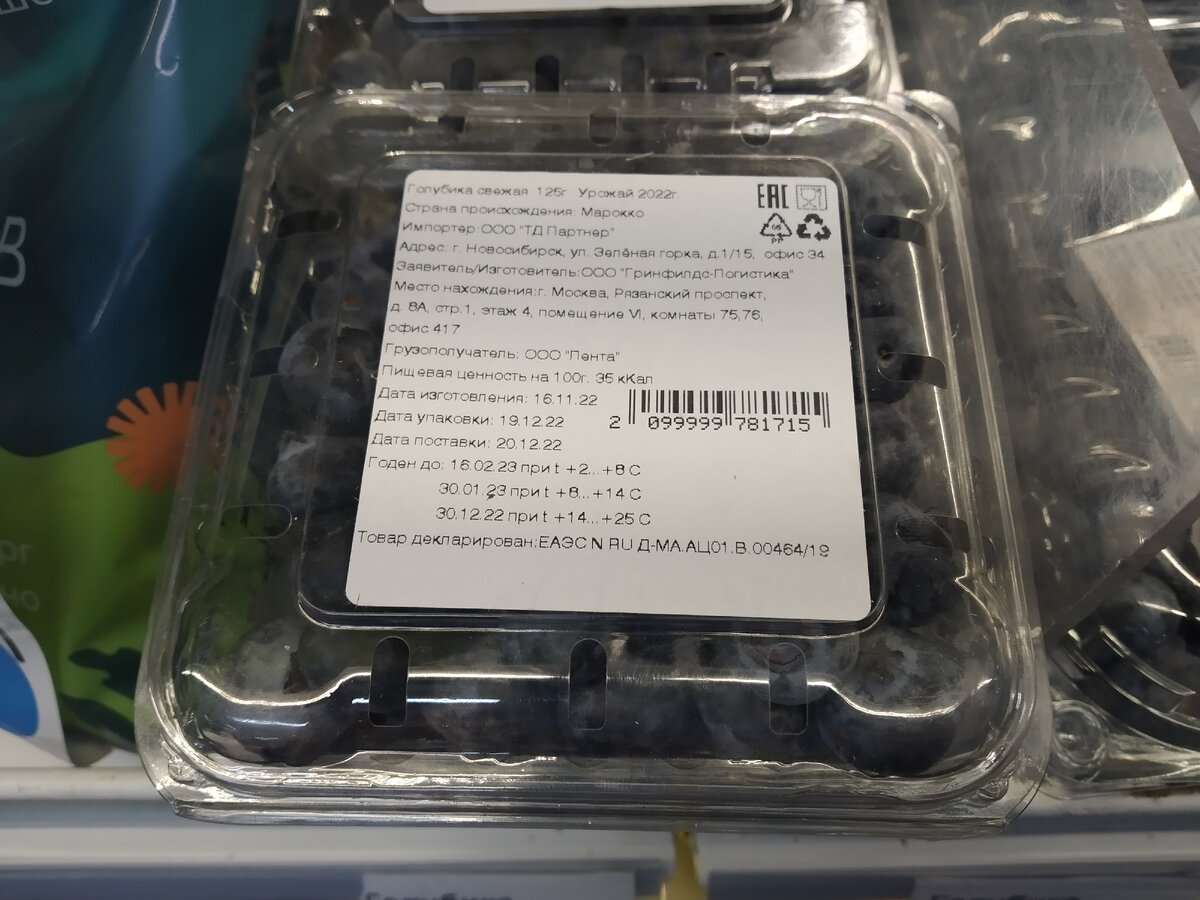 Голубика свежая 125г Урожай 2022г.
Страна происхождения: Марокко
Импортер: ООО "ТД Партнер"
Адрес: г. Новосибирск, ул. Зелёная горка, д.1/15, офис 34
Заявитель/Изготовитель:ООО "Гринфилдс-Логистика"
Место нахождения:г. Москва, Рязанский проспект,
д. 8А, стр.1, этаж 4, помещение VI, комнаты 75,76,
офис 417
Грузополучатель: ООО "Лента"
Пищевая ценность на 100г. 35 кКал
Дата изготовления: 16.11.22
Дата упаковки: 19.12.22
Дата поставки: 20.12.22
Годен до: 16.02.23 при t +2...+8 С
30.01.23 при t +8...+14 С
30.12.22 при t +14...+25 С
Товар декларирован:ЕАЭС N RU Д-МА.АЦ01.В.00464/19
EAC
PP
2 099999 781715
В